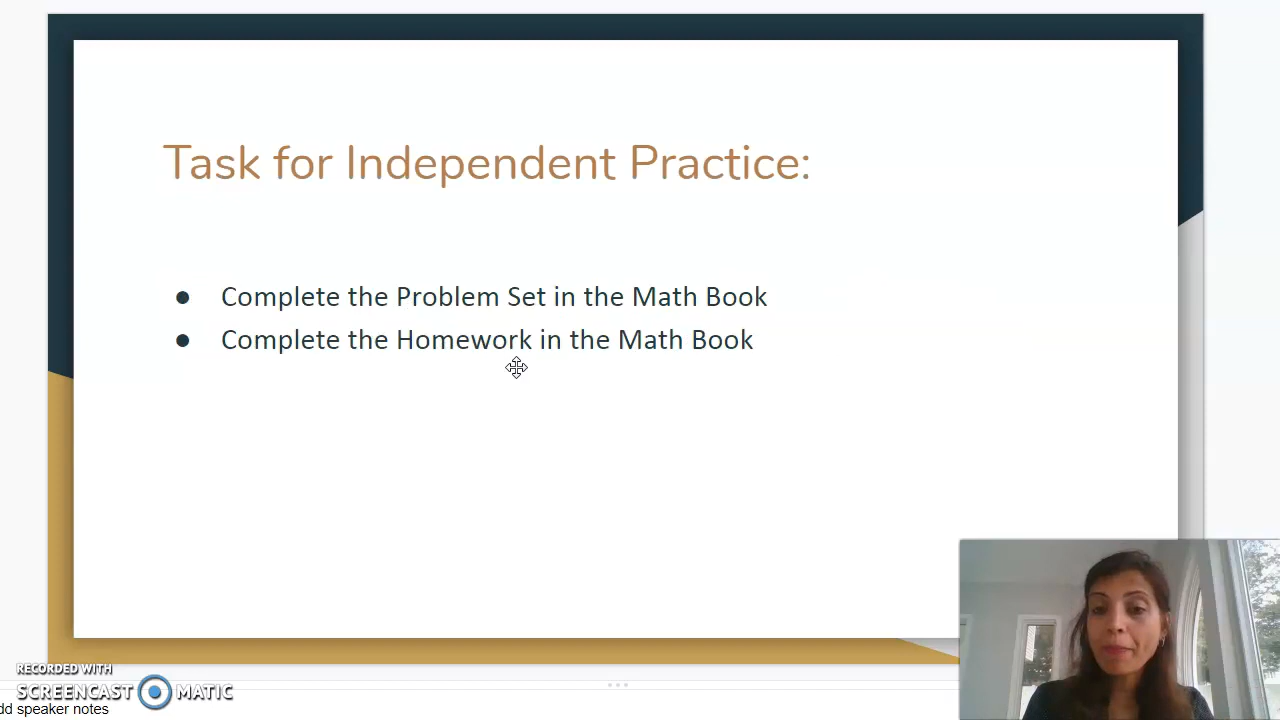 Task for Independent Practice:
● Complete the Problem Set in the Math Book
● Complete the Homework in the Math Book
RECORDED WITH
SCREENCAST MATIC
dd speaker notes